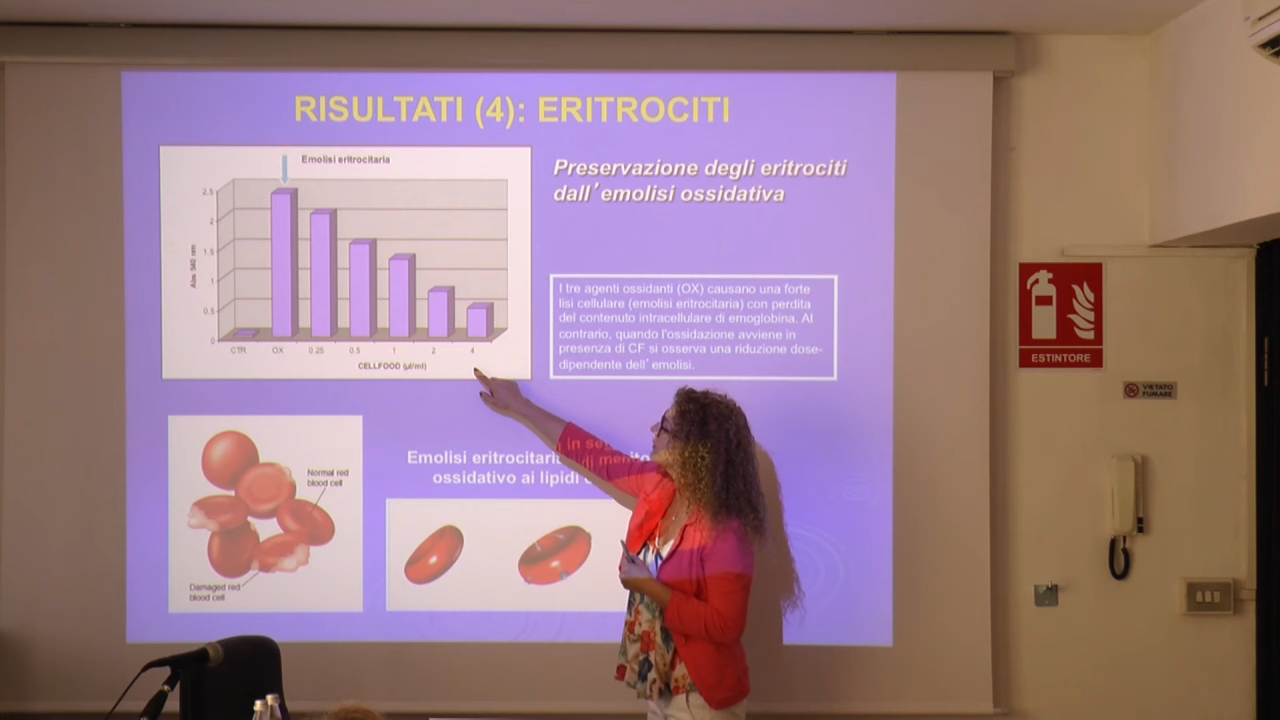 RISULTATI (4): ERITROCITI
Emolisi eritrocitaria
2.5
2
1.5
1
0.5
0
Abs 540 nm
CTR OX 0.25 0.5 1 2 4
CELLFOOD (µl/ml)
Preservazione degli eritrociti
dall’emolisi ossidativa
I tre agenti ossidanti (OX) causano una forte
lisi cellulare (emolisi eritrocitaria) con perdita
del contenuto intracellulare di emoglobina. Al
contrario, quando l'ossidazione avviene in
presenza di CF si osserva una riduzione dose-
dipendente dell’emolisi.
Normal red
blood cell
Damaged red
blood cell
Emolisi eritrocitaria in
ossidativo ai lipidi
ESTINTORE
VIETATO
FUMARE